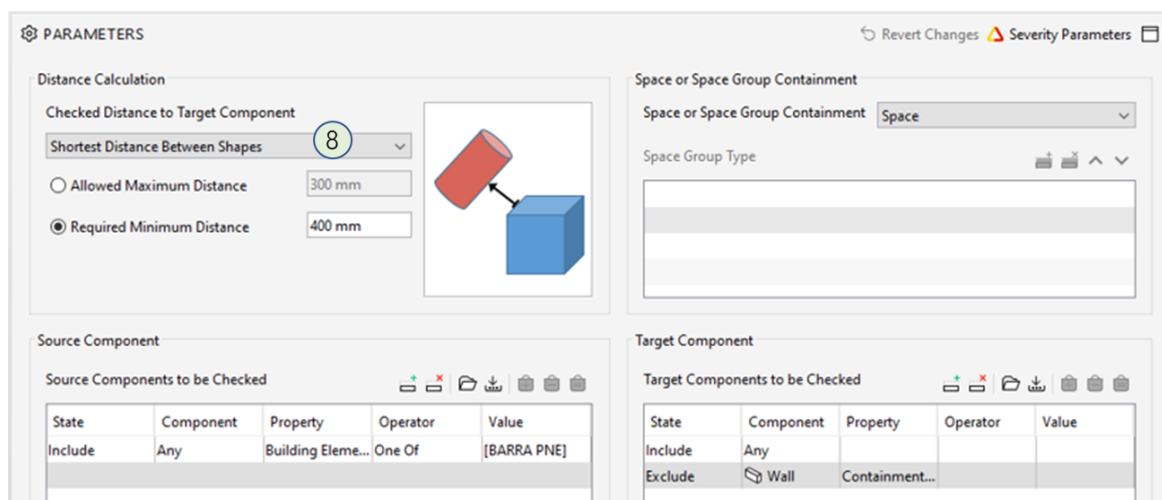 PARAMETERS
Revert Changes Severity Parameters
Distance Calculation
Checked Distance to Target Component
Shortest Distance Between Shapes 8
Allowed Maximum Distance 300 mm
Required Minimum Distance 400 mm
Space or Space Group Containment
Space or Space Group Containment Space
Space Group Type
Source Component
Source Components to be Checked
State Component Property Operator Value
Include Any Building Eleme... One Of [BARRA PNE]
Target Component
Target Components to be Checked
State Component Property Operator Value
Include Any
Exclude Wall Containment...